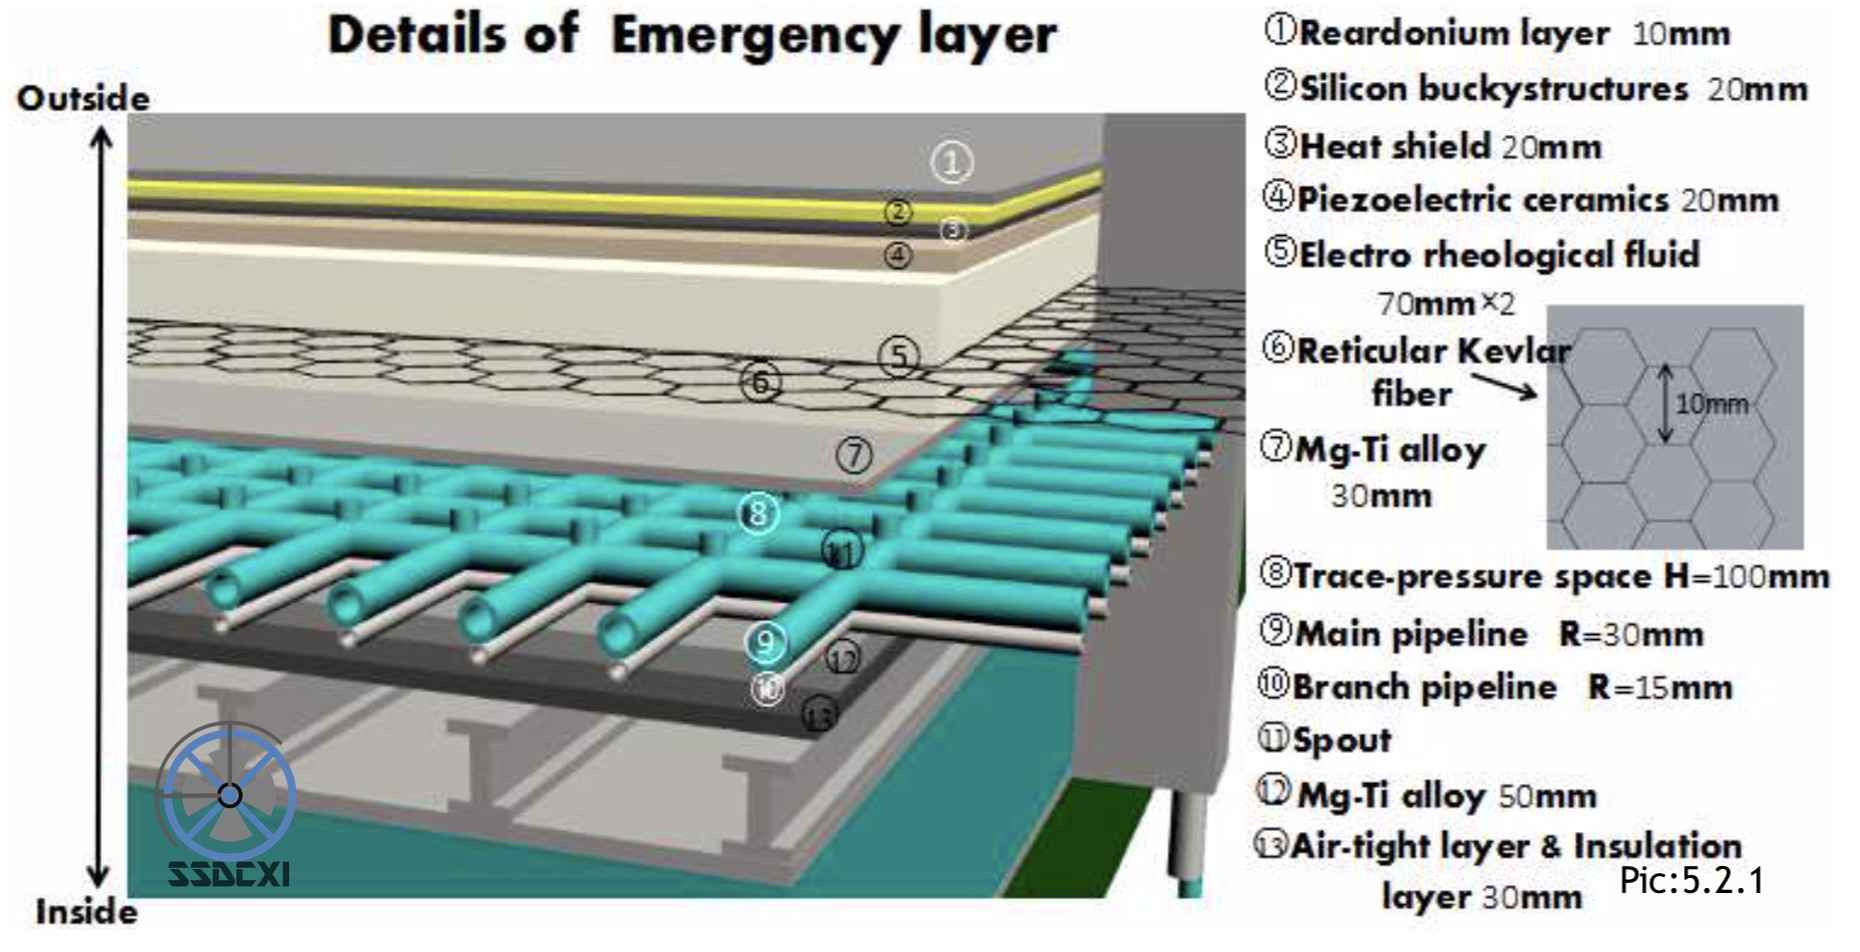 Details of Emergency layer
Outside
Inside
①Reardonium layer 10mm
②Silicon buckystructures 20mm
③Heat shield 20mm
④Piezoelectric ceramics 20mm
⑤Electro rheological fluid
70mm×2
⑥Reticular Kevlar
fiber
10mm
⑦Mg-Ti alloy
30mm
⑧Trace-pressure space H=100mm
⑨Main pipeline R=30mm
⑩Branch pipeline R=15mm
⑪Spout
⑫Mg-Ti alloy 50mm
⑬Air-tight layer & Insulation
layer 30mm
Pic:5.2.1
①
②
③
④
⑤
⑥
⑦
⑧
⑪
⑨
⑫
⑩
⑬
SSDCXI